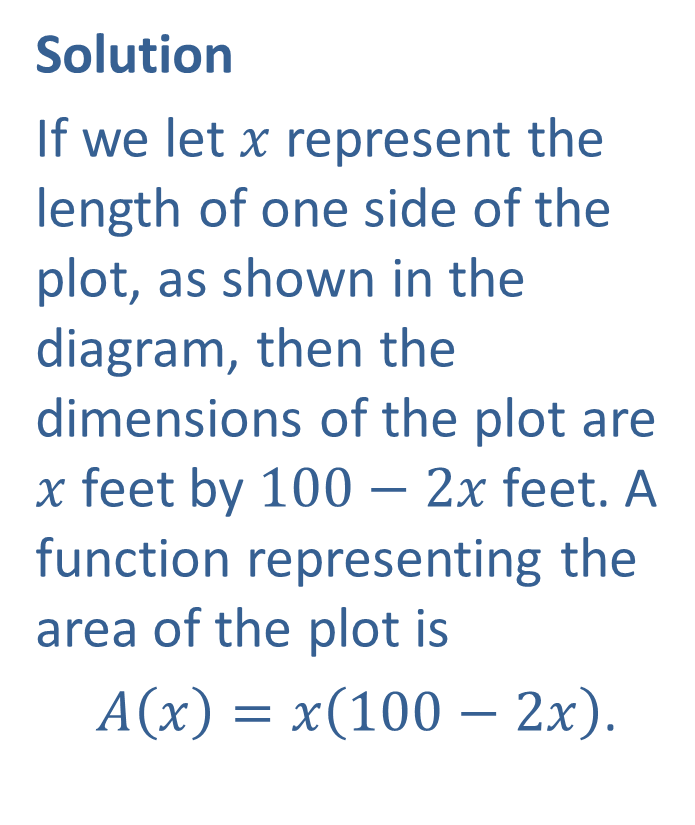 Solution
If we let x represent the
length of one side of the
plot, as shown in the
diagram, then the
dimensions of the plot are
x feet by 100 − 2x feet. A
function representing the
area of the plot is
A(x) = x(100 − 2x).